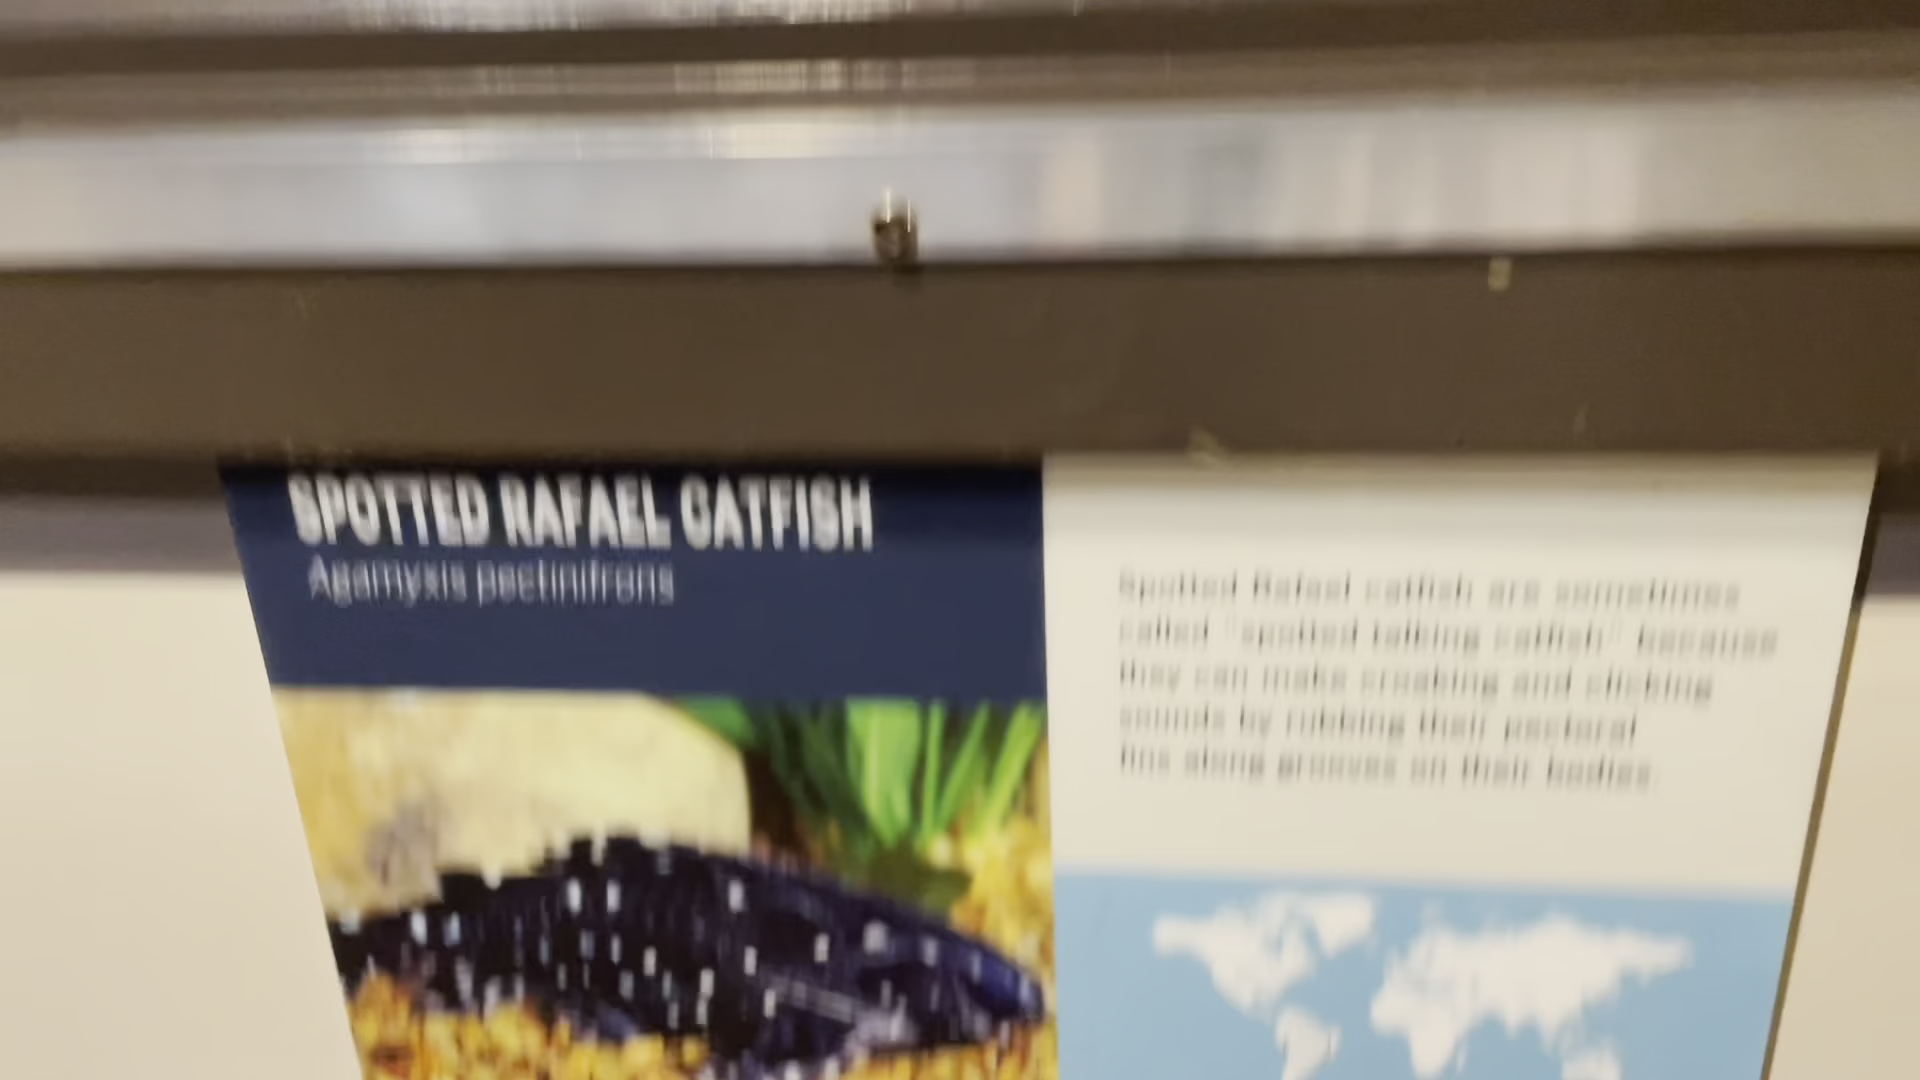 SPOTTED RAFAEL CATFISH
Agamyxis pectinifrons
Spotted Rafael catfish are sometimes
called "spotted talking catfish" because
they can make croaking and clicking
sounds by rubbing their pectoral
fins along grooves on their bodies.